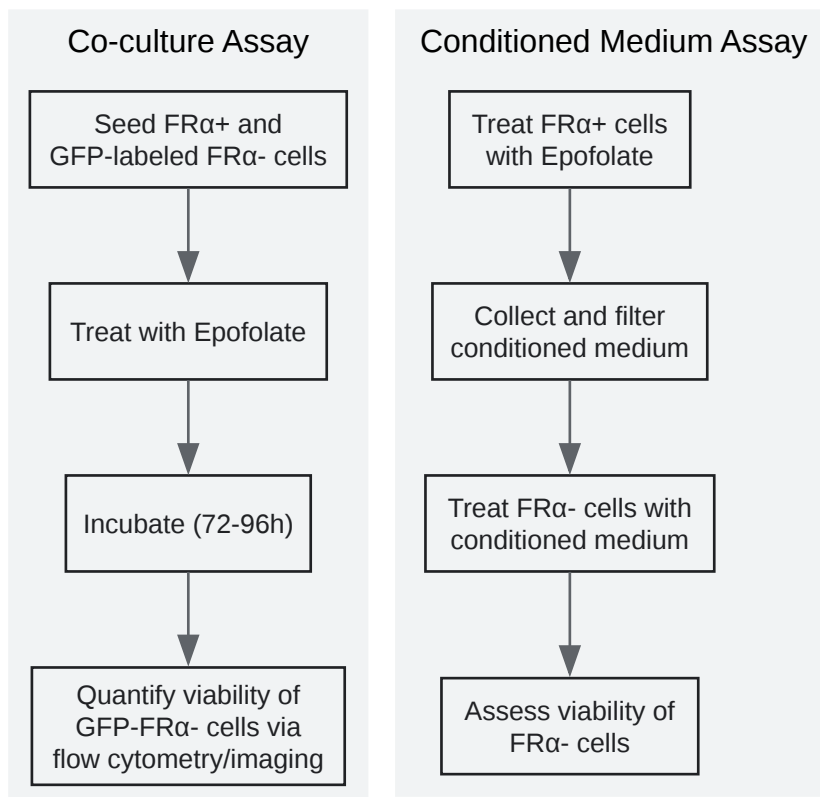 Co-culture Assay
Seed FRα+ and
GFP-labeled FRα- cells
Treat with Epofolate
Incubate (72-96h)
Quantify viability of
GFP-FRα- cells via
flow cytometry/imaging
Conditioned Medium Assay
Treat FRα+ cells
with Epofolate
Collect and filter
conditioned medium
Treat FRα- cells with
conditioned medium
Assess viability of
FRα- cells